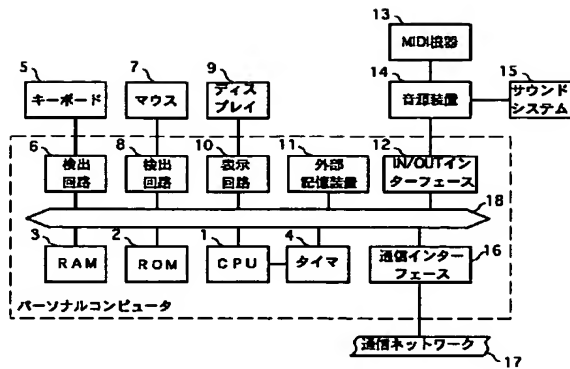 13
MIDI機器
5
7
9
14
15
キーボード
マウス
ディス
プレイ
音源装置
サウンド
システム
6
8
10
11
12
検出
回路
検出
回路
表示
回路
外部
記憶装置
IN/OUTイン
ターフェース
18
3
2
1
4
16
RAM
ROM
CPU
タイマ
通信インター
フェース
パーソナルコンピュータ
通信ネットワーク
17